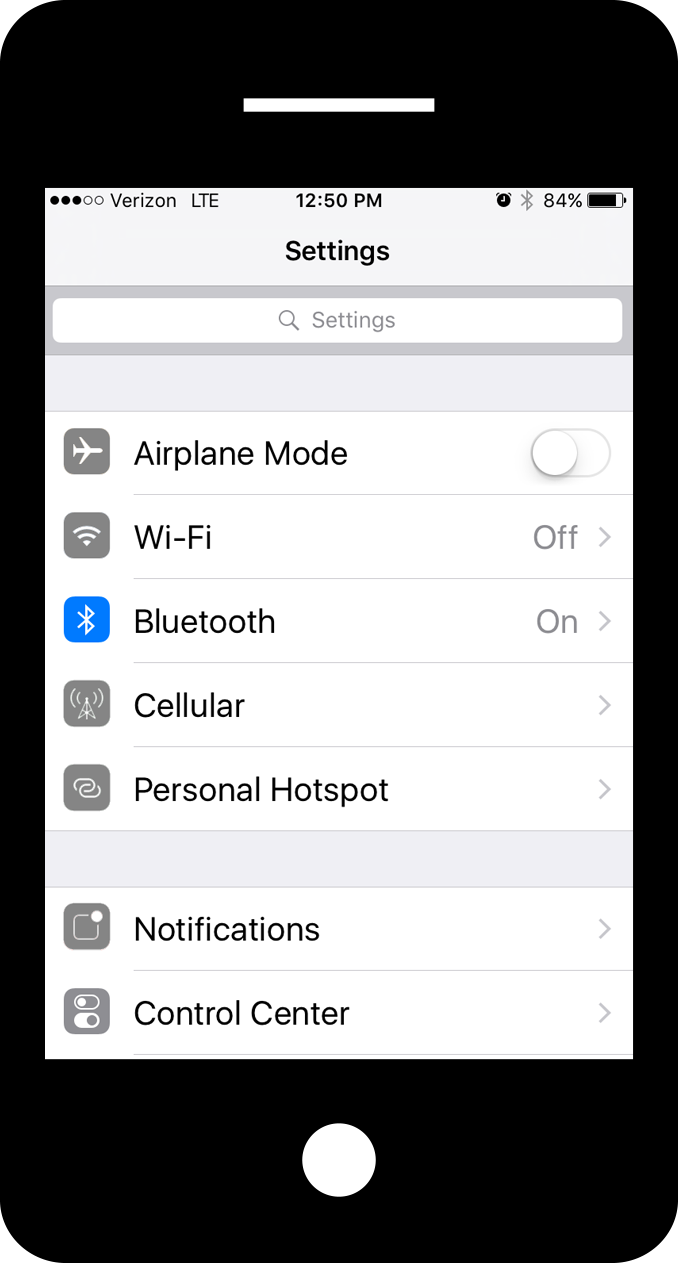 Verizon LTE 12:50 PM 84%
Settings
Settings
Airplane Mode
Wi-Fi Off
Bluetooth On
Cellular
Personal Hotspot
Notifications
Control Center